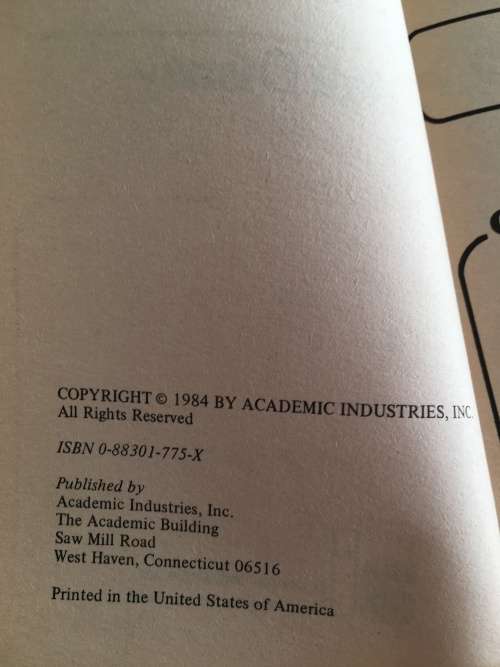 COPYRIGHT © 1984 BY ACADEMIC INDUSTRIES, INC.
All Rights Reserved
ISBN 0-88301-775-X
Published by
Academic Industries, Inc.
The Academic Building
Saw Mill Road
West Haven, Connecticut 06516
Printed in the United States of America